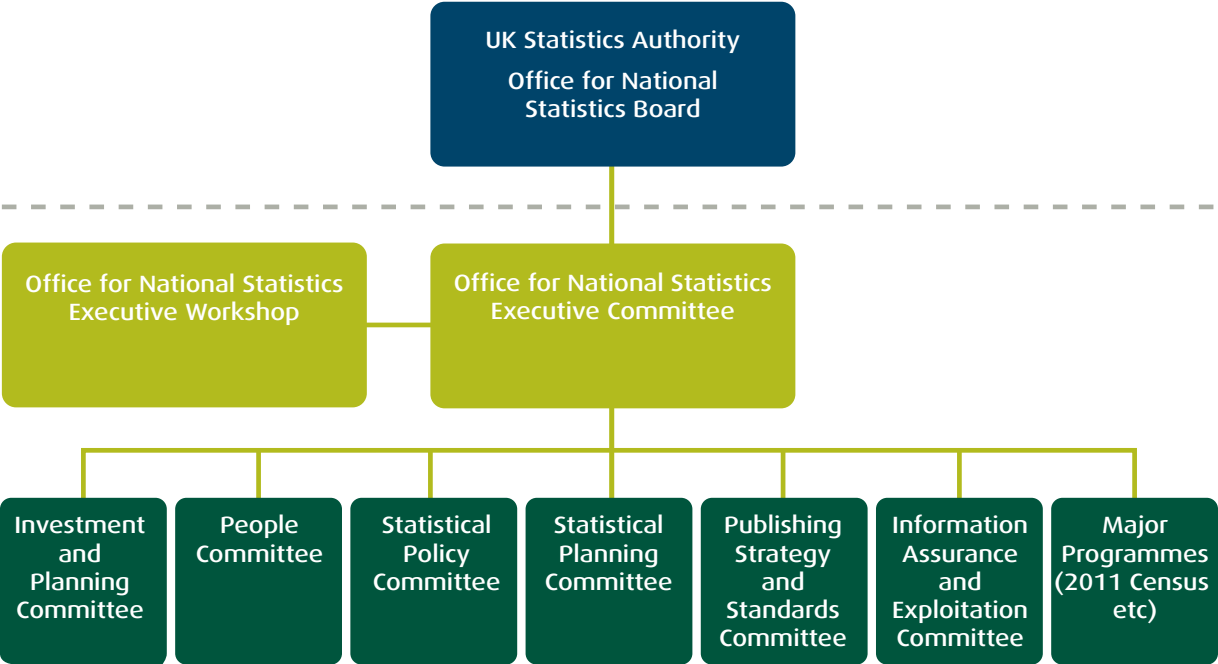 UK Statistics Authority
Office for National
Statistics Board
Office for National Statistics
Executive Workshop
Office for National Statistics
Executive Committee
Investment
and
Planning
Committee
People
Committee
Statistical
Policy
Committee
Statistical
Planning
Committee
Publishing
Strategy
and
Standards
Committee
Information
Assurance
and
Exploitation
Committee
Major
Programmes
(2011 Census
etc)